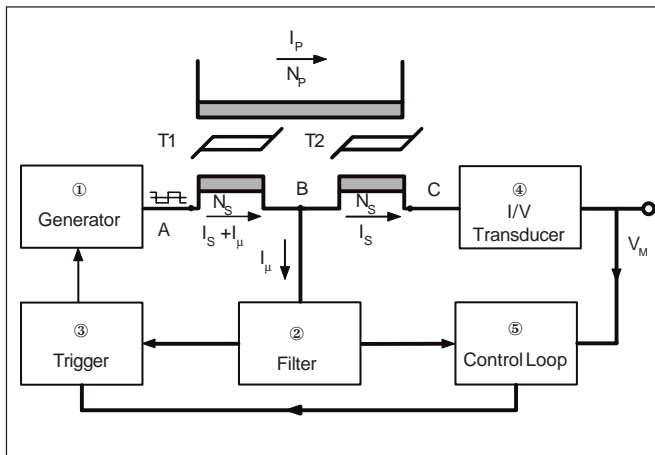 I_P
N_P
T1
T2
①
Generator
A
N_S
I_S + I_μ
B
N_S
I_S
C
④
I/V
Transducer
V_M
I_μ
③
Trigger
②
Filter
⑤
Control Loop